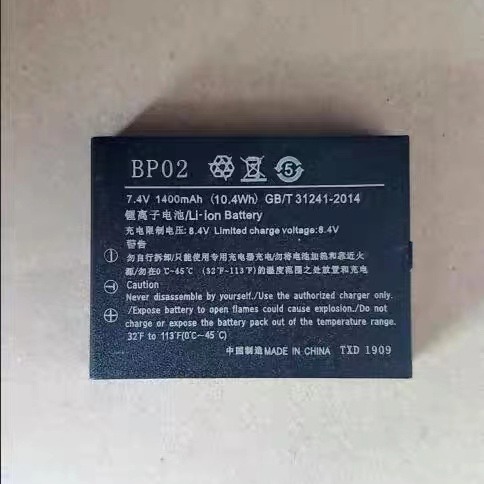 BP02 5
7.4V 1400mAh (10.4Wh) GB/T 31241-2014
锂离子电池/Li-ion Battery
充电限制电压:8.4V Limited charge voltage:8.4V
警告
勿自行拆卸/只能使用专用充电器充电/勿将电池加热和靠近火
源/勿在0℃-45℃ (32℉-113℉)的温度范围之外放置和充电
Caution
Never disassemble by yourself./Use the authorized charger only.
/Expose battery to open flames could cause explosion./Do not
charge or expose the battery pack out of the temperature range.
32℉ to 113℉(0℃-45℃)
中国制造MADE IN CHINA TXD 1909